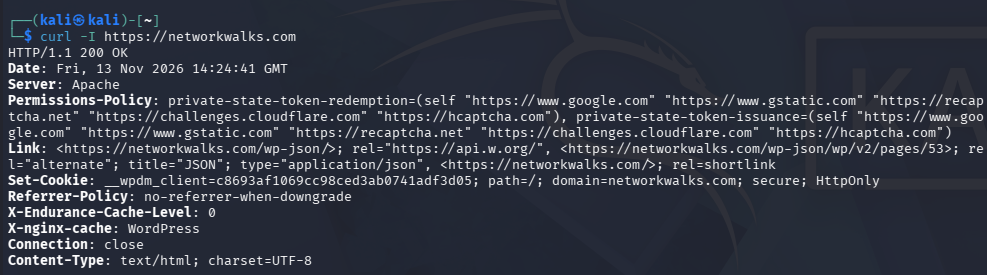 ┌──(kali㉿kali)-[~]
└─$ curl -I https://networkwalks.com
HTTP/1.1 200 OK
Date: Fri, 13 Nov 2026 14:24:41 GMT
Server: Apache
Permissions-Policy: private-state-token-redemption=(self "https://www.google.com" "https://www.gstatic.com" "https://recap
tcha.net" "https://challenges.cloudflare.com" "https://hcaptcha.com"), private-state-token-issuance=(self "https://www.goo
gle.com" "https://www.gstatic.com" "https://recaptcha.net" "https://challenges.cloudflare.com" "https://hcaptcha.com")
Link: <https://networkwalks.com/wp-json/>; rel="https://api.w.org/", <https://networkwalks.com/wp-json/wp/v2/pages/53>; re
l="alternate"; title="JSON"; type="application/json", <https://networkwalks.com/>; rel=shortlink
Set-Cookie: __wpdm_client=c8693af1069cc98ced3ab0741adf3d05; path=/; domain=networkwalks.com; secure; HttpOnly
Referrer-Policy: no-referrer-when-downgrade
X-Endurance-Cache-Level: 0
X-nginx-cache: WordPress
Connection: close
Content-Type: text/html; charset=UTF-8
KA